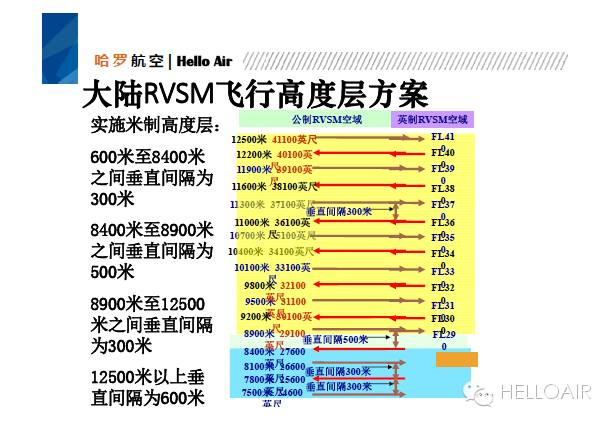 哈罗航空 | Hello Air
大陆RVSM飞行高度层方案
实施米制高度层：
600米至8400米
之间垂直间隔为
300米
8400米至8900米
之间垂直间隔为
500米
8900米至12500
米之间垂直间隔
为300米
12500米以上垂
直间隔为600米
公制RVSM空域 英制RVSM空域
12500米 41100英尺 FL410
12200米 40100英尺 FL400
11900米 39100英尺 FL390
11600米 38100英尺 FL380
11300米 37100英尺 FL370
垂直间隔300米
11000米 36100英 FL360
10700米 35100英尺 FL350
10400米 34100英尺 FL340
10100米 33100英尺 FL330
9800米 32100英尺 FL320
9500米 31100英尺 FL310
9200米 30100英尺 FL300
8900米 29100英尺 FL290
垂直间隔500米
8400米 27600英尺
8100米 26600英尺
垂直间隔300米
7800米 25600英尺
垂直间隔300米
7500米 24600英尺
HELLOAIR